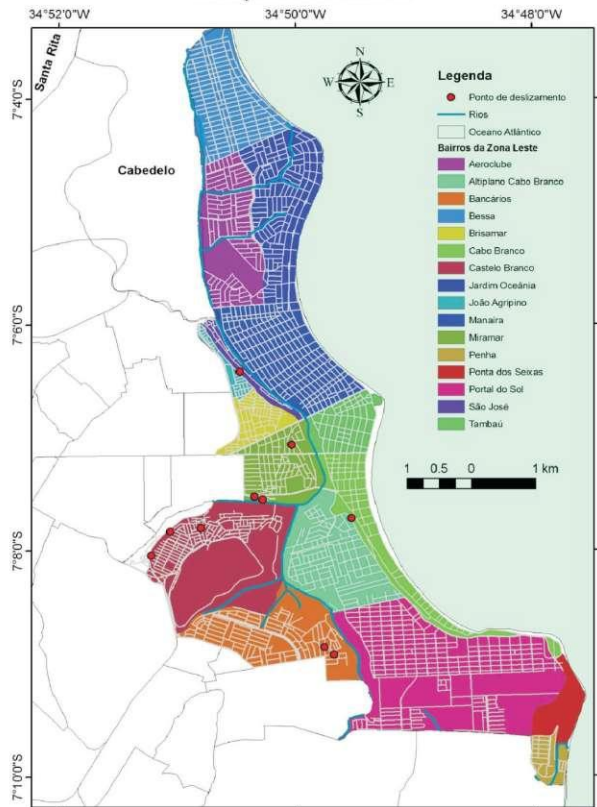 34°52'0"W
34°50'0"W
34°48'0"W
7°4'0"S
7°6'0"S
7°8'0"S
7°10'0"S
Santa Rita
Cabedelo
N
W
E
S
Legenda
Ponto de deslizamento
Rios
Oceano Atlântico
Bairros da Zona Leste
Aeroclube
Altiplano Cabo Branco
Bancários
Bessa
Brisamar
Cabo Branco
Castelo Branco
Jardim Oceânia
João Agripino
Manaíra
Miramar
Penha
Ponta dos Seixas
Portal do Sol
São José
Tambaú
1 0.5 0 1 km